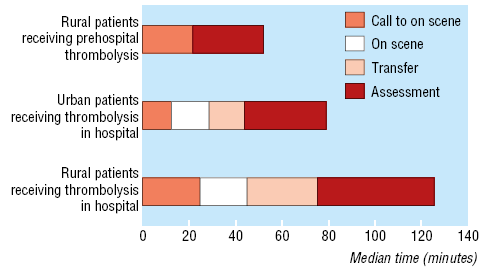 Rural patients
receiving prehospital
thrombolysis
Urban patients
receiving thrombolysis
in hospital
Rural patients
receiving thrombolysis
in hospital
Call to on scene
On scene
Transfer
Assessment
0 20 40 60 80 100 120 140
Median time (minutes)